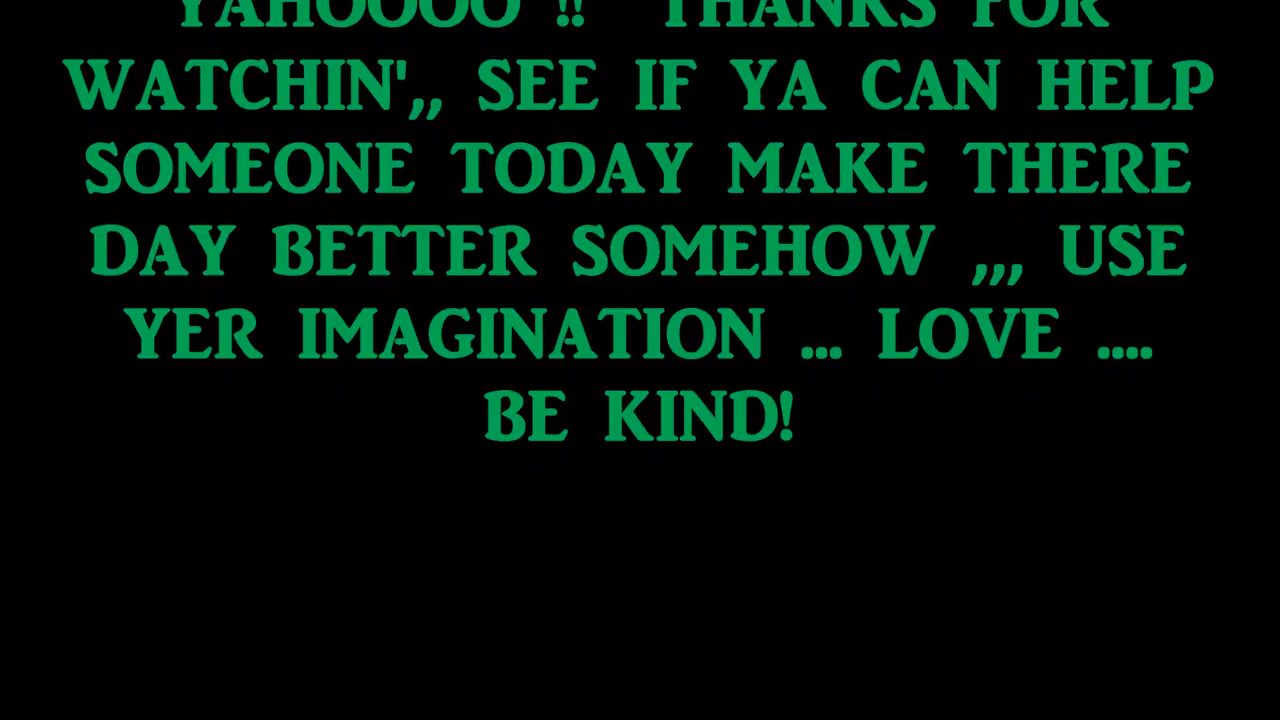 YAHOOOO !! THANKS FOR
WATCHIN',, SEE IF YA CAN HELP
SOMEONE TODAY MAKE THERE
DAY BETTER SOMEHOW ,,, USE
YER IMAGINATION ... LOVE ....
BE KIND!